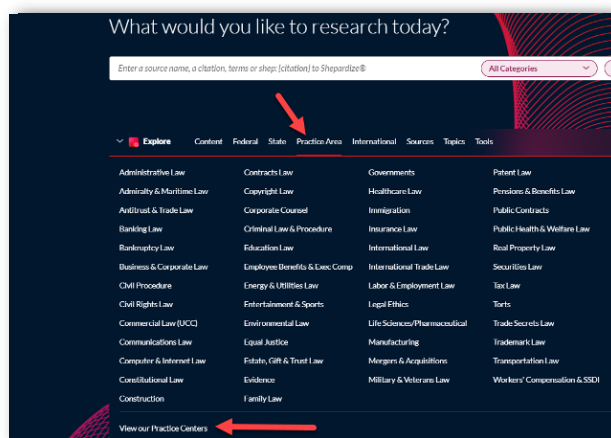 What would you like to research today?
Enter a source name, a citation, terms or shep: [citation] to Shepardize®
All Categories
Explore Content Federal State Practice Area International Sources Topics Tools
Administrative Law Contracts Law Governments Patent Law
Admiralty & Maritime Law Copyright Law Healthcare Law Pensions & Benefits Law
Antitrust & Trade Law Corporate Counsel Immigration Public Contracts
Banking Law Criminal Law & Procedure Insurance Law Public Health & Welfare Law
Bankruptcy Law Education Law International Law Real Property Law
Business & Corporate Law Employee Benefits & Exec Comp International Trade Law Securities Law
Civil Procedure Energy & Utilities Law Labor & Employment Law Tax Law
Civil Rights Law Entertainment & Sports Legal Ethics Torts
Commercial Law (UCC) Environmental Law Life Sciences/Pharmaceutical Trade Secrets Law
Communications Law Equal Justice Manufacturing Trademark Law
Computer & Internet Law Estate, Gift & Trust Law Mergers & Acquisitions Transportation Law
Constitutional Law Evidence Military & Veterans Law Workers' Compensation & SSDI
Construction Family Law
View our Practice Centers